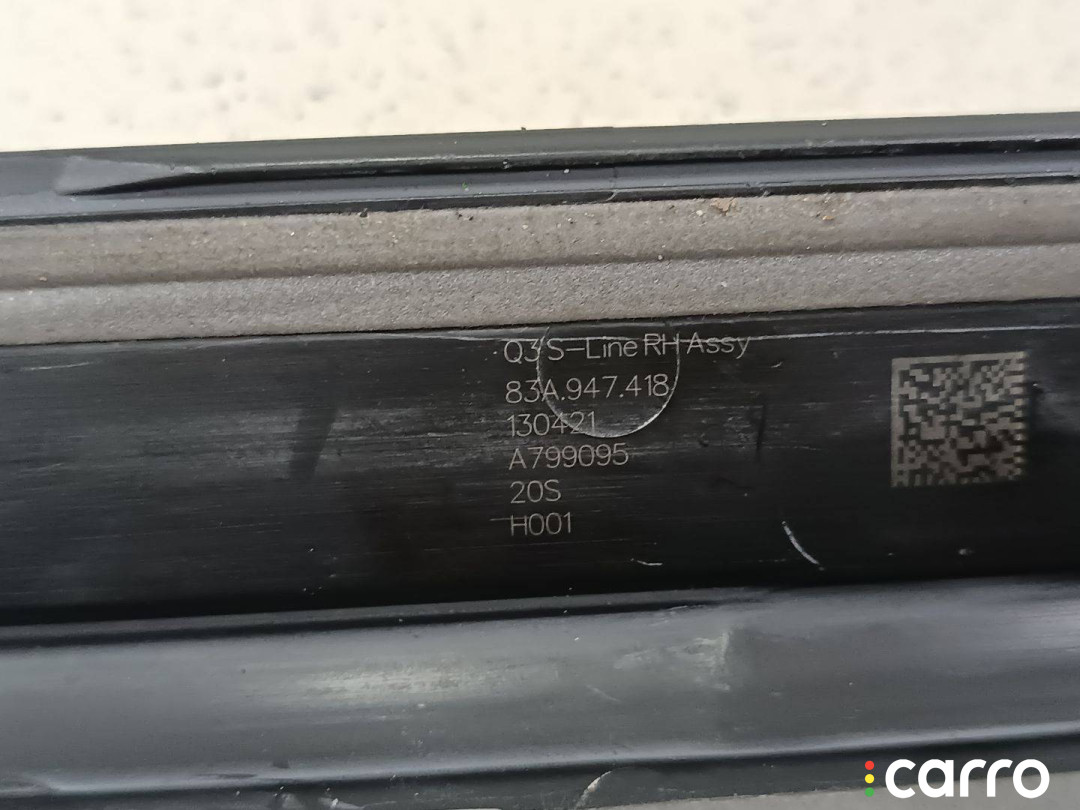 Q3 S-Line RH Assy
83A.947.418
130421
A799095
20S
H001
carro